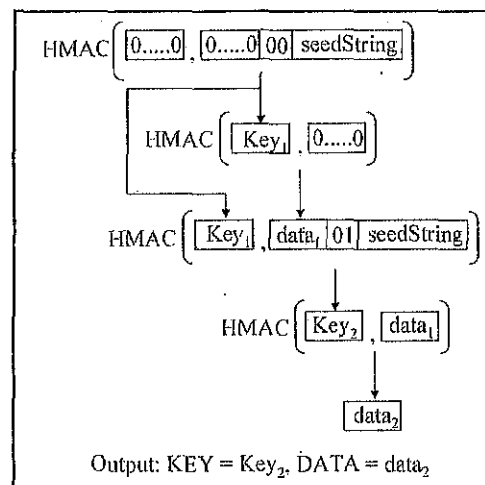 HMAC(0.....0, 0.....0 00 seedString)
HMAC(Key₁, 0.....0)
HMAC(Key₁, data₁ 01 seedString)
HMAC(Key₂, data₁)
data₂
Output: KEY = Key₂, DATA = data₂